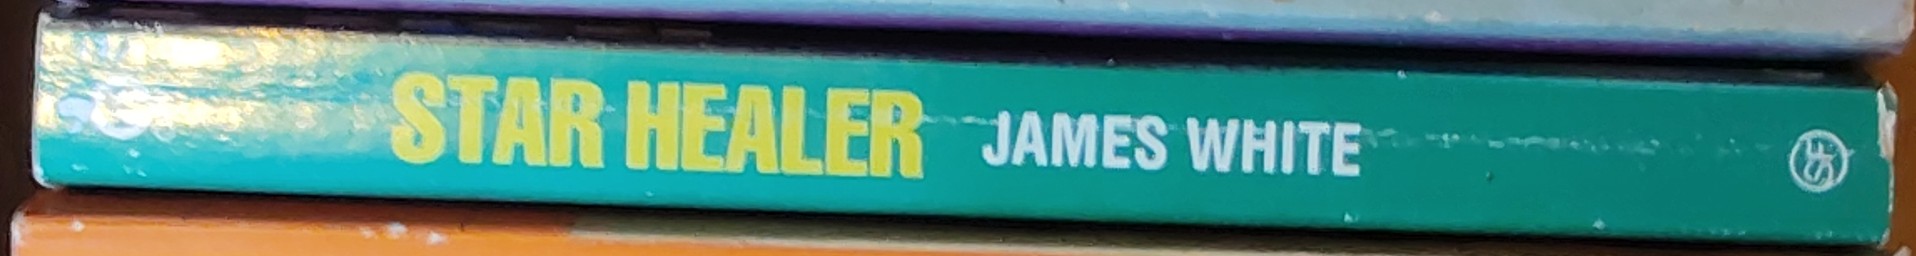 STAR HEALER JAMES WHITE